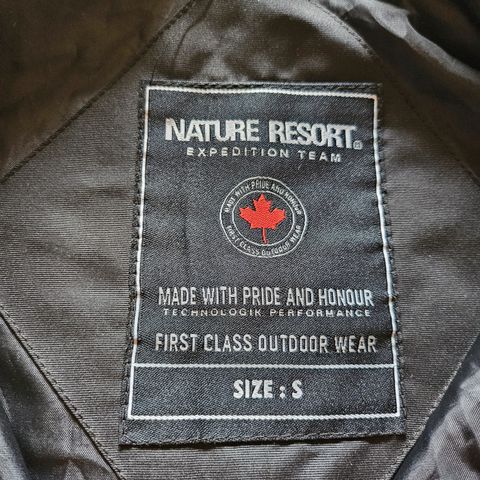 NATURE RESORT®
EXPEDITION TEAM
MADE WITH PRIDE AND HONOUR
FIRST CLASS OUTDOOR WEAR
MADE WITH PRIDE AND HONOUR
TECHNOLOGIK PERFORMANCE
FIRST CLASS OUTDOOR WEAR
SIZE : S